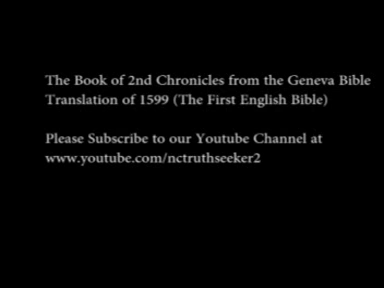 The Book of 2nd Chronicles from the Geneva Bible
Translation of 1599 (The First English Bible)
Please Subscribe to our Youtube Channel at
www.youtube.com/nctruthseeker2